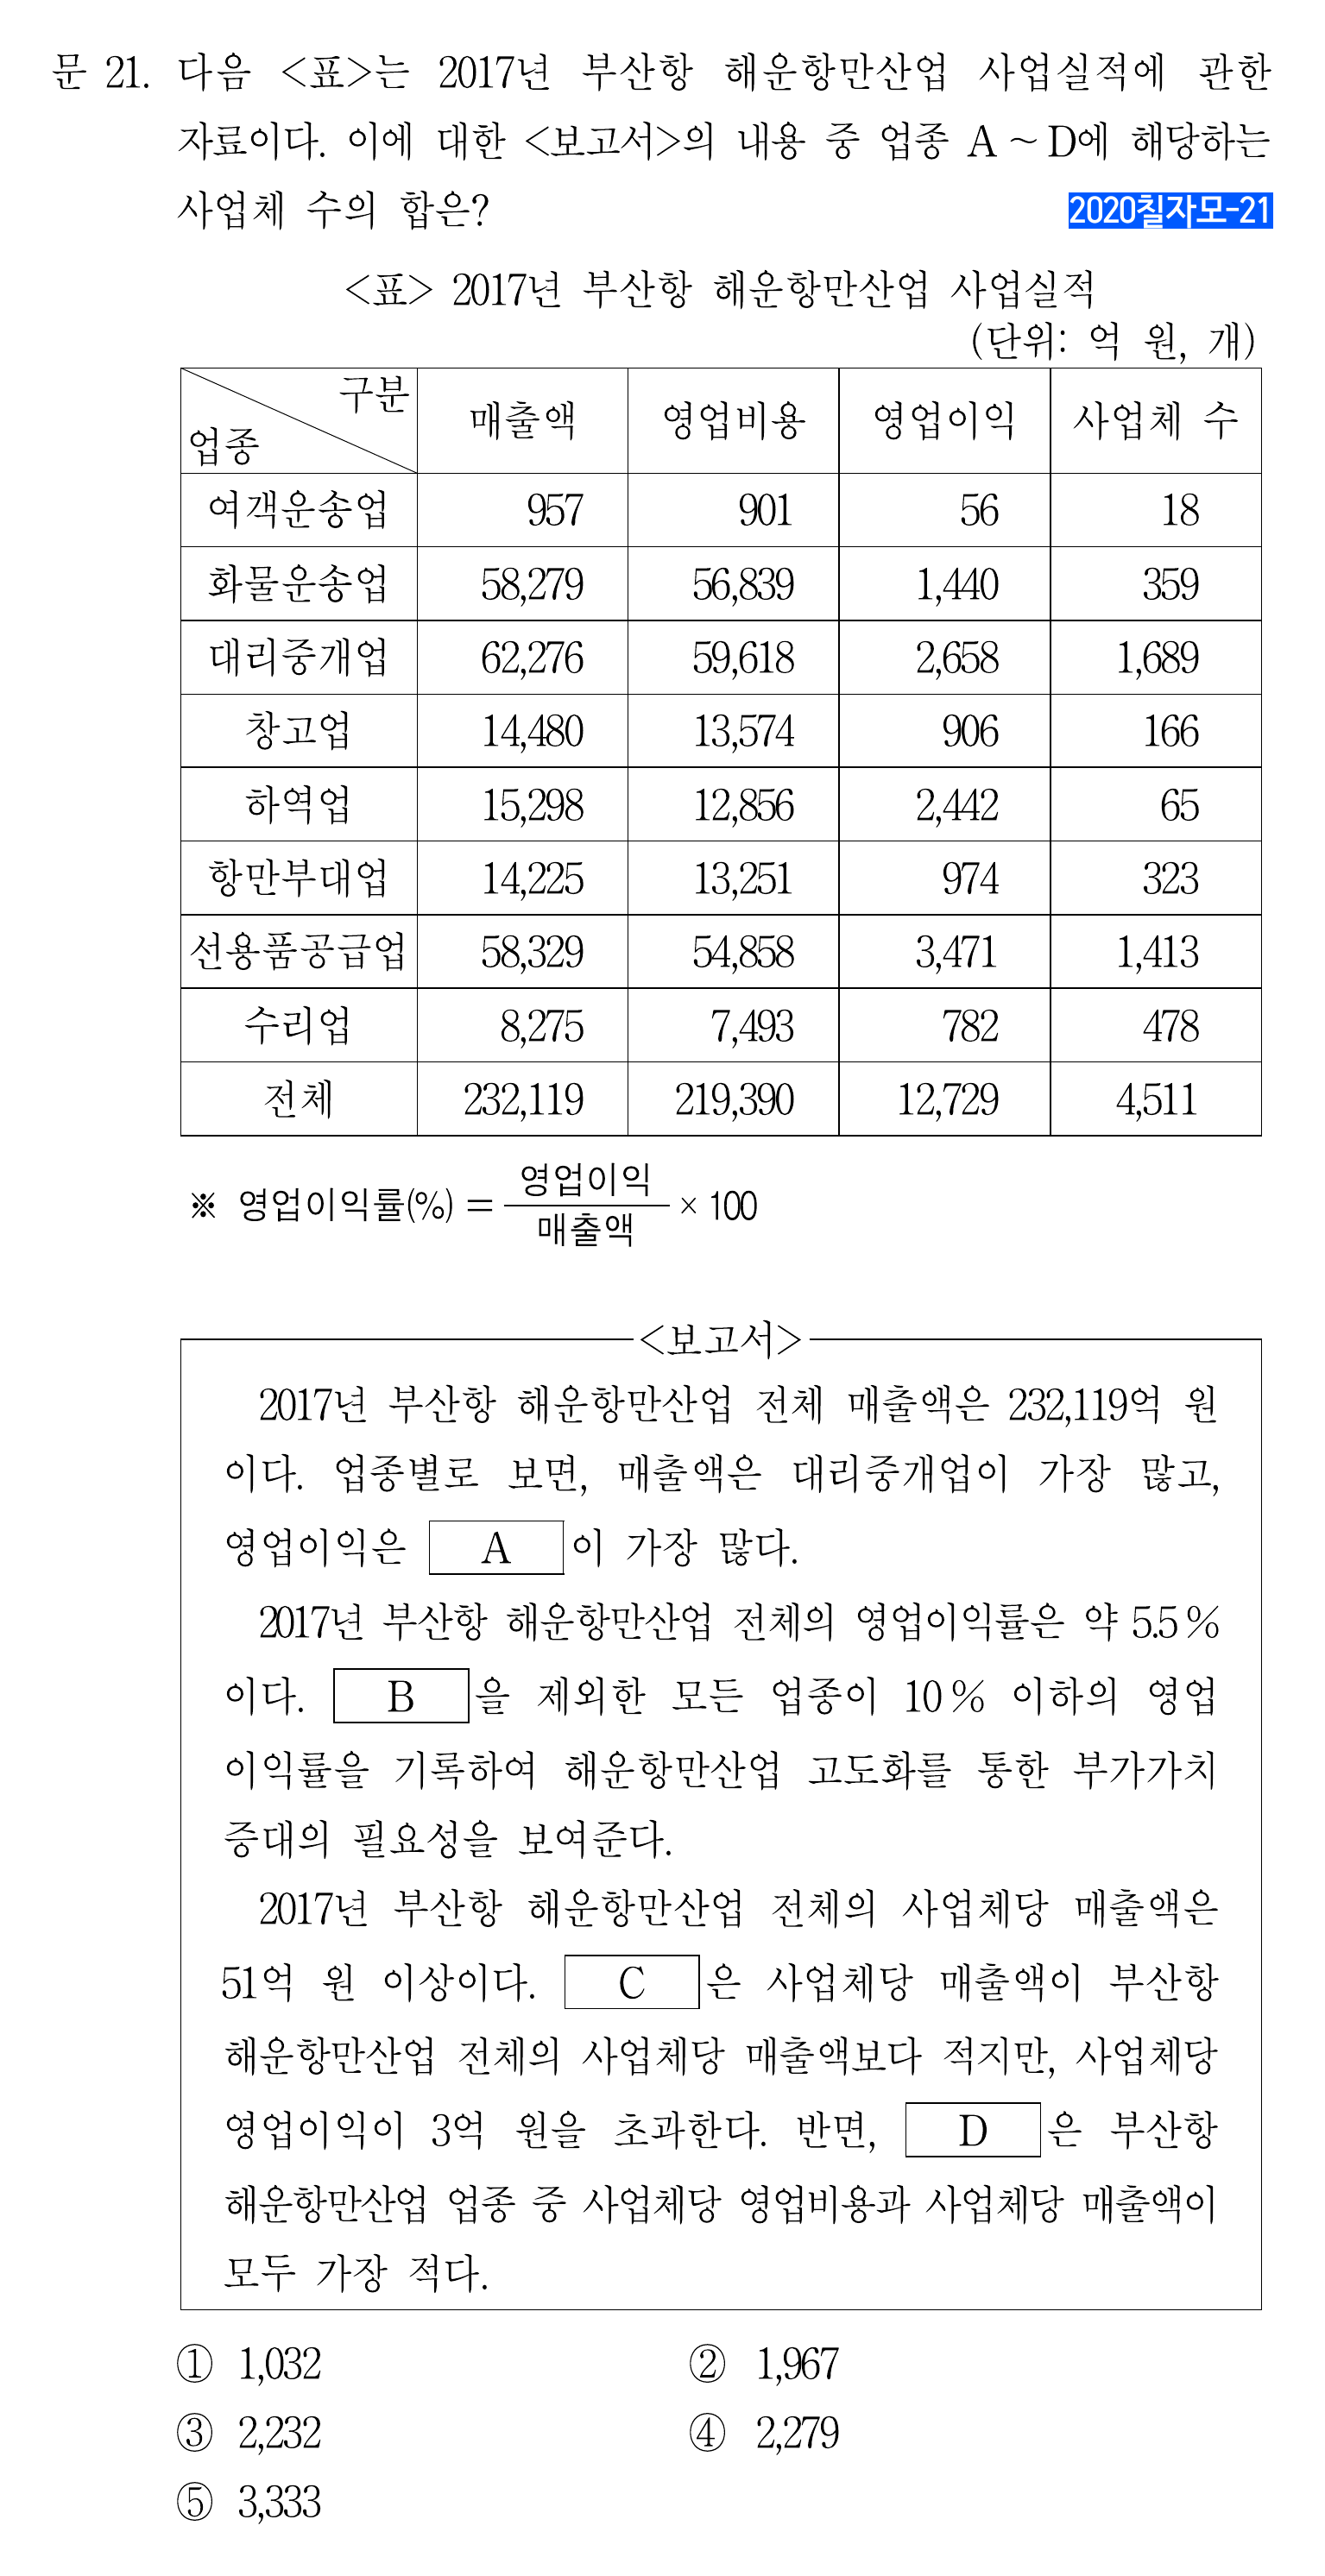 문 21. 다음 <표>는 2017년 부산항 해운항만산업 사업실적에 관한
자료이다. 이에 대한 <보고서>의 내용 중 업종 A ~ D에 해당하는
사업체 수의 합은?
2020칠자모-21
<표> 2017년 부산항 해운항만산업 사업실적
(단위: 억 원, 개)
구분 업종 매출액 영업비용 영업이익 사업체 수
여객운송업 957 901 56 18
화물운송업 58,279 56,839 1,440 359
대리중개업 62,276 59,618 2,658 1,689
창고업 14,480 13,574 906 166
하역업 15,298 12,856 2,442 65
항만부대업 14,225 13,251 974 323
선용품공급업 58,329 54,858 3,471 1,413
수리업 8,275 7,493 782 478
전체 232,119 219,390 12,729 4,511
※ 영업이익률(%) = 영업이익 / 매출액 × 100
<보고서>
2017년 부산항 해운항만산업 전체 매출액은 232,119억 원
이다. 업종별로 보면, 매출액은 대리중개업이 가장 많고,
영업이익은 A 이 가장 많다.
2017년 부산항 해운항만산업 전체의 영업이익률은 약 5.5 %
이다. B 을 제외한 모든 업종이 10 % 이하의 영업
이익률을 기록하여 해운항만산업 고도화를 통한 부가가치
증대의 필요성을 보여준다.
2017년 부산항 해운항만산업 전체의 사업체당 매출액은
51억 원 이상이다. C 은 사업체당 매출액이 부산항
해운항만산업 전체의 사업체당 매출액보다 적지만, 사업체당
영업이익이 3억 원을 초과한다. 반면, D 은 부산항
해운항만산업 업종 중 사업체당 영업비용과 사업체당 매출액이
모두 가장 적다.
① 1,032 ② 1,967
③ 2,232 ④ 2,279
⑤ 3,333